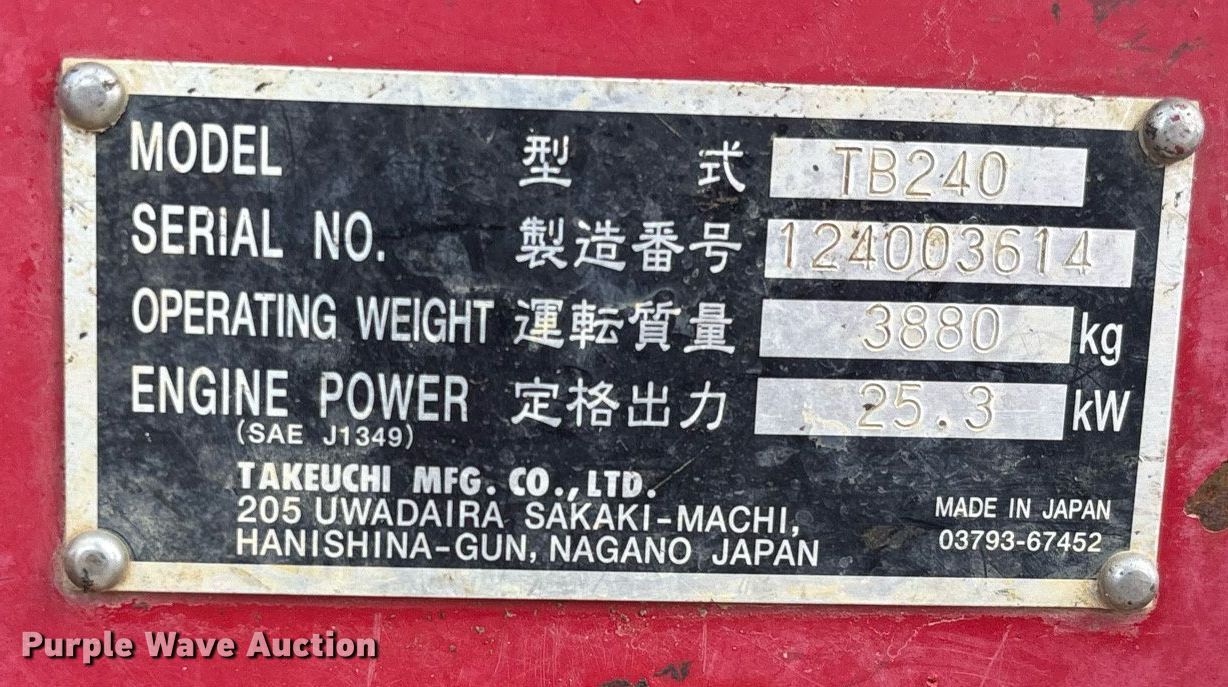 MODEL 型 式 TB240
SERIAL NO. 製造番号 124003614
OPERATING WEIGHT 運転質量 3880 kg
ENGINE POWER 定格出力 25.3 kW
(SAE J1349)
TAKEUCHI MFG. CO., LTD.
205 UWADAIRA SAKAKI-MACHI,
HANISHINA-GUN, NAGANO JAPAN
MADE IN JAPAN
03793-67452
Purple Wave Auction